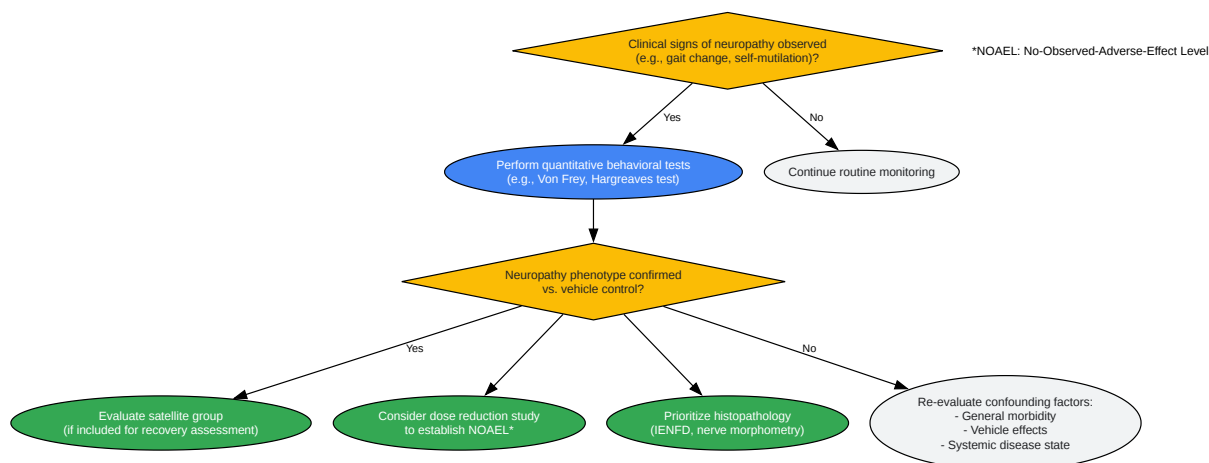 Clinical signs of neuropathy observed
(e.g., gait change, self-mutilation)?
*NOAEL: No-Observed-Adverse-Effect Level
Yes
No
Perform quantitative behavioral tests
(e.g., Von Frey, Hargreaves test)
Continue routine monitoring
Neuropathy phenotype confirmed
vs. vehicle control?
Yes
No
Evaluate satellite group
(if included for recovery assessment)
Consider dose reduction study
to establish NOAEL*
Prioritize histopathology
(IENFD, nerve morphometry)
Re-evaluate confounding factors:
- General morbidity
- Vehicle effects
- Systemic disease state